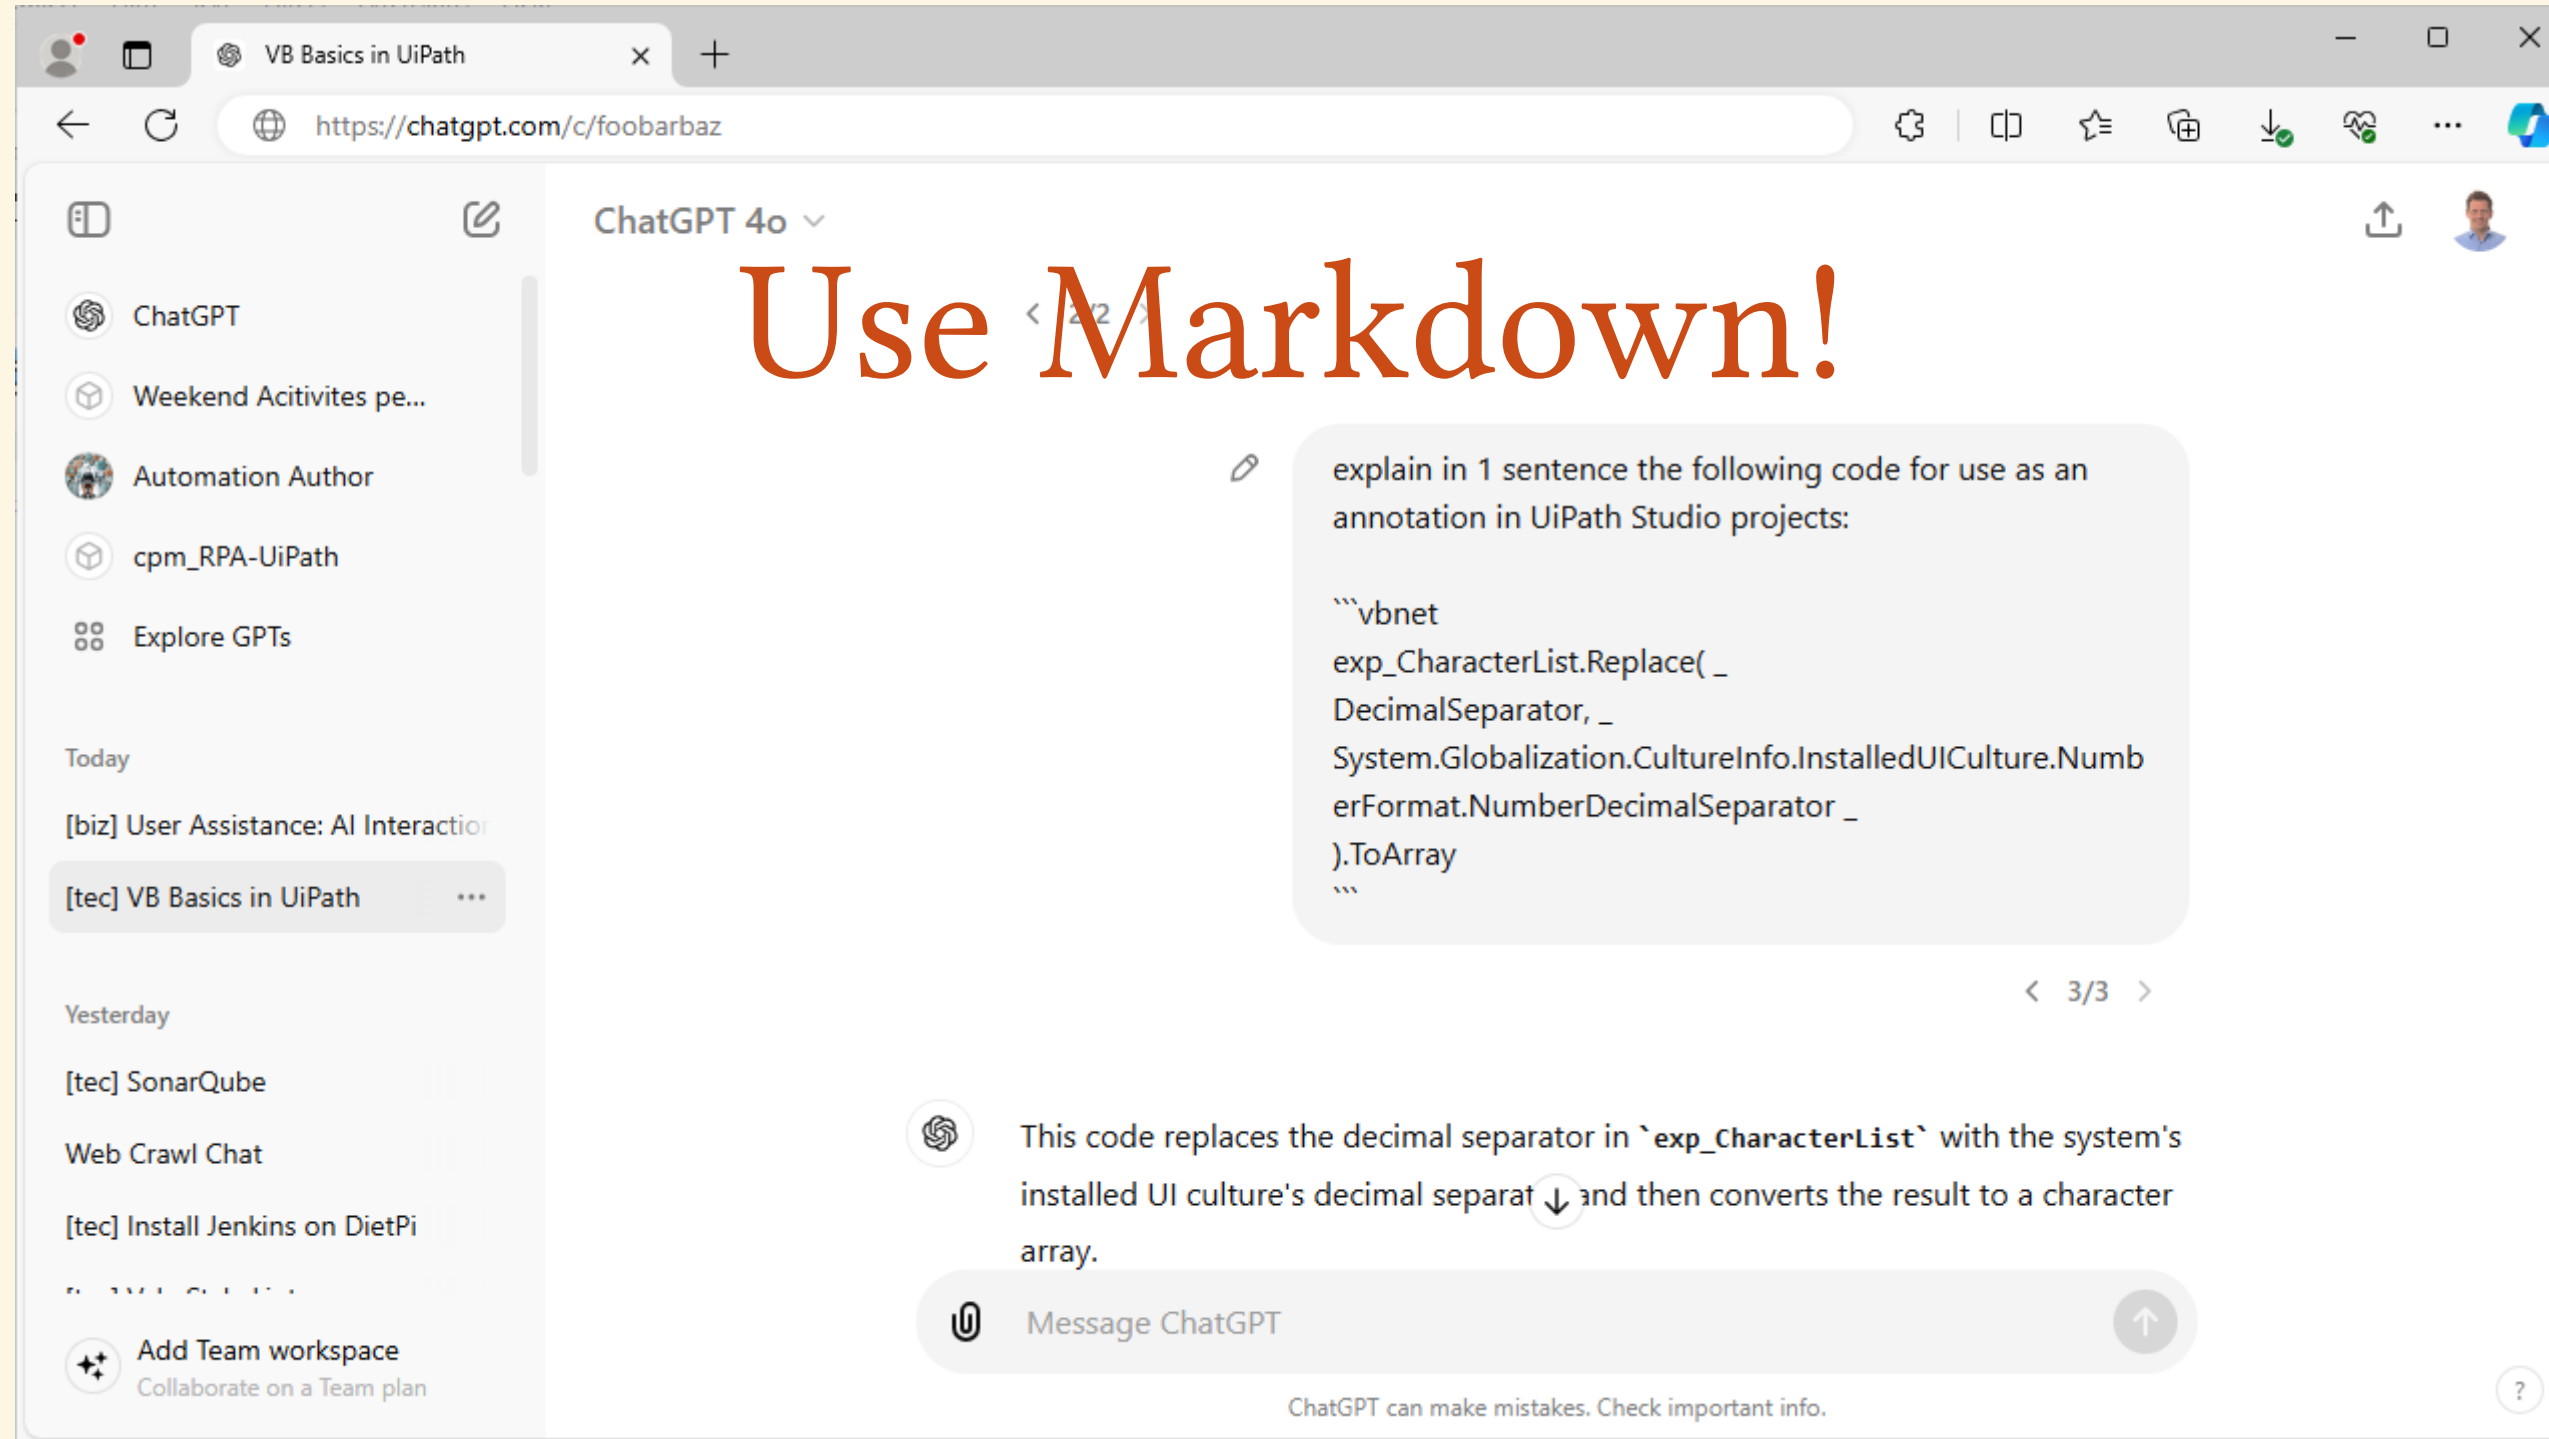 VB Basics in UiPath
https://chatgpt.com/c/foobarbaz
ChatGPT 4o
Use Markdown!
2/2
ChatGPT
Weekend Acitivites pe...
Automation Author
cpm_RPA-UiPath
Explore GPTs
Today
[biz] User Assistance: AI Interaction
[tec] VB Basics in UiPath
Yesterday
[tec] SonarQube
Web Crawl Chat
[tec] Install Jenkins on DietPi
Add Team workspace
Collaborate on a Team plan
explain in 1 sentence the following code for use as an
annotation in UiPath Studio projects:
```vbnet
exp_CharacterList.Replace( _
DecimalSeparator, _
System.Globalization.CultureInfo.InstalledUICulture.Numb
erFormat.NumberDecimalSeparator _
).ToArray
```
3/3
This code replaces the decimal separator in `exp_CharacterList` with the system's
installed UI culture's decimal separat and then converts the result to a character
array.
Message ChatGPT
ChatGPT can make mistakes. Check important info.
?